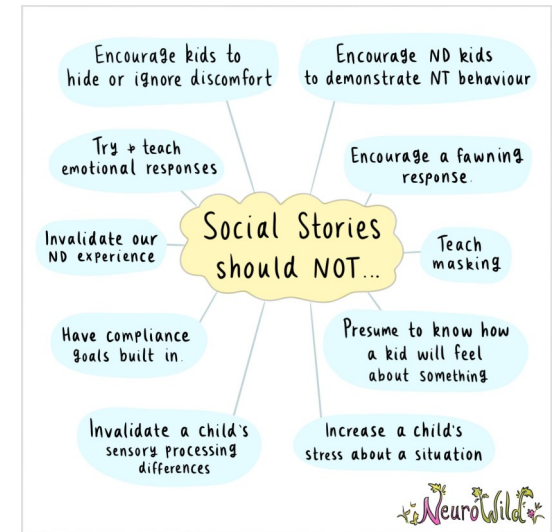 Encourage kids to
hide or ignore discomfort
Encourage ND kids
to demonstrate NT behaviour
Try + teach
emotional responses
Encourage a fawning
response.
Social Stories
should NOT...
Invalidate our
ND experience
Teach
masking
Have compliance
goals built in.
Presume to know how
a kid will feel
about something
Invalidate a child's
sensory processing
differences
Increase a child's
stress about a situation
NeuroWild